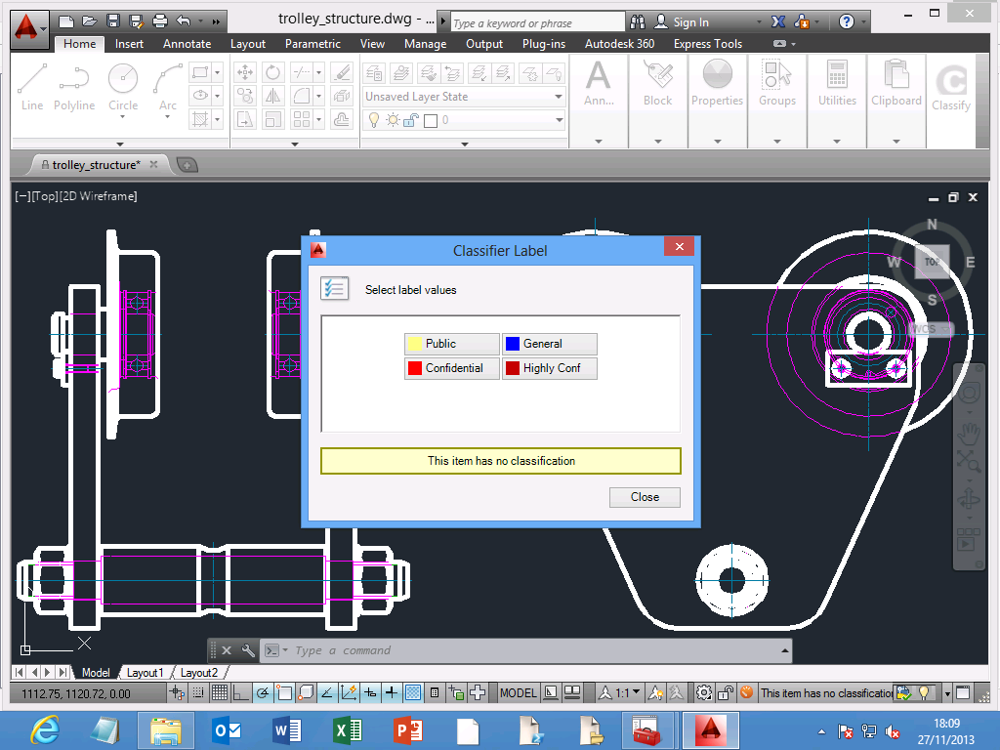 trolley_structure.dwg - ...
Type a keyword or phrase
Sign In
Home Insert Annotate Layout Parametric View Manage Output Plug-ins Autodesk 360 Express Tools
Line Polyline Circle Arc
Unsaved Layer State
0
Ann... Block Properties Groups Utilities Clipboard Classify
trolley_structure*
[−][Top][2D Wireframe]
N
W TOP E
S
WCS
Classifier Label
Select label values
Public General
Confidential Highly Conf
This item has no classification
Close
Type a command
Model Layout1 Layout2
1112.75, 1120.72, 0.00
MODEL
1:1
This item has no classification
18:09
27/11/2013